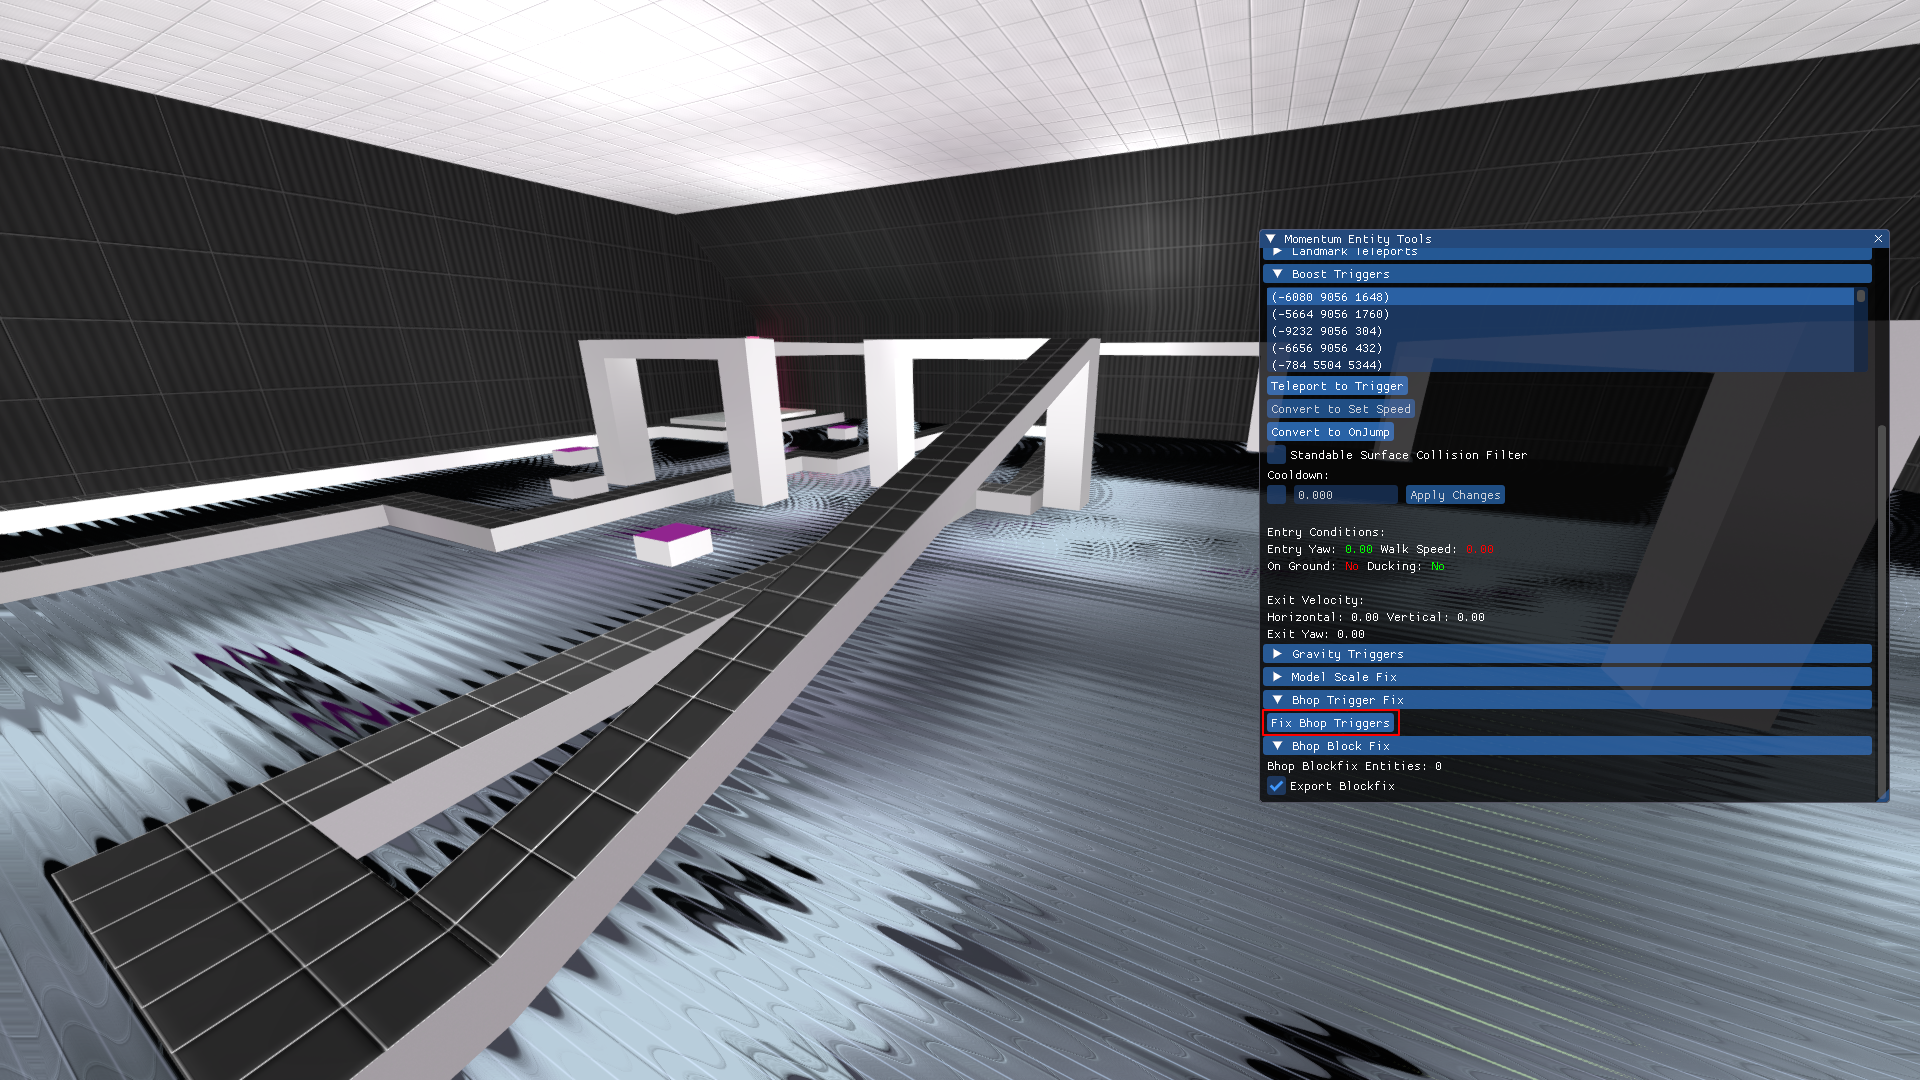 Momentum Entity Tools
Landmark Teleports
Boost Triggers
(-6080 9056 1648)
(-5664 9056 1760)
(-9232 9056 304)
(-6656 9056 432)
(-784 5504 5344)
Teleport to Trigger
Convert to Set Speed
Convert to OnJump
Standable Surface Collision Filter
Cooldown:
0.000 Apply Changes
Entry Conditions:
Entry Yaw: 0.00 Walk Speed: 0.00
On Ground: No Ducking: No
Exit Velocity:
Horizontal: 0.00 Vertical: 0.00
Exit Yaw: 0.00
Gravity Triggers
Model Scale Fix
Bhop Trigger Fix
Fix Bhop Triggers
Bhop Block Fix
Bhop Blockfix Entities: 0
Export Blockfix